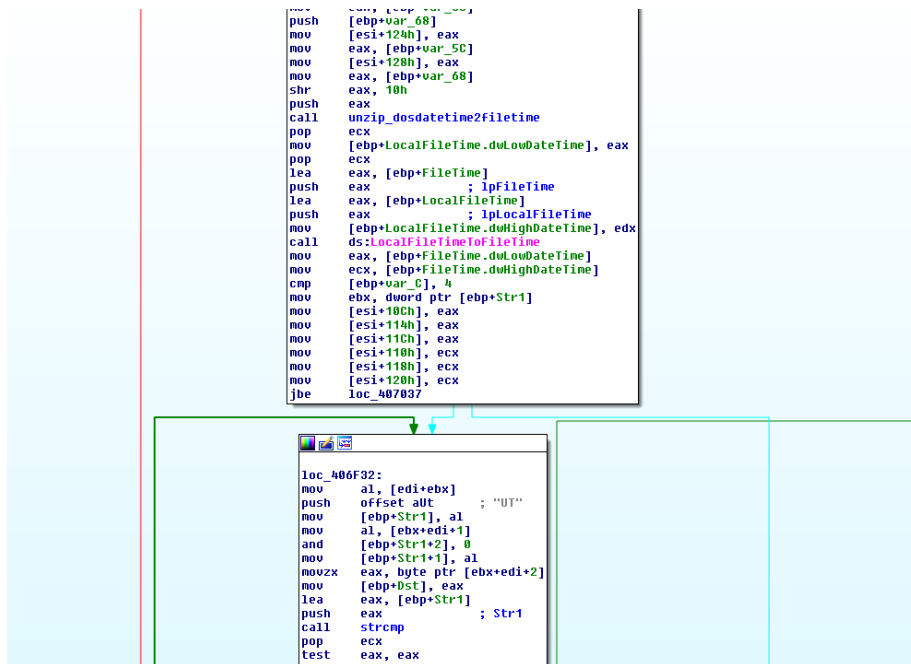 push [ebp+var_68]
mov [esi+124h], eax
mov eax, [ebp+var_5C]
mov [esi+128h], eax
mov eax, [ebp+var_68]
shr eax, 10h
push eax
call unzip_dosdatetime2filetime
pop ecx
mov [ebp+LocalFileTime.dwLowDateTime], eax
pop ecx
lea eax, [ebp+FileTime]
push eax ; lpFileTime
lea eax, [ebp+LocalFileTime]
push eax ; lpLocalFileTime
mov [ebp+LocalFileTime.dwHighDateTime], edx
call ds:LocalFileTimeToFileTime
mov eax, [ebp+FileTime.dwLowDateTime]
mov ecx, [ebp+FileTime.dwHighDateTime]
cmp [ebp+var_C], 4
mov ebx, dword ptr [ebp+Str1]
mov [esi+10Ch], eax
mov [esi+114h], eax
mov [esi+11Ch], eax
mov [esi+110h], ecx
mov [esi+118h], ecx
mov [esi+120h], ecx
jbe loc_407037
loc_406F32:
mov al, [edi+ebx]
push offset aUt ; "UT"
mov [ebp+Str1], al
mov al, [ebx+edi+1]
and [ebp+Str1+2], 0
mov [ebp+Str1+1], al
movzx eax, byte ptr [ebx+edi+2]
mov [ebp+Dst], eax
lea eax, [ebp+Str1]
push eax ; Str1
call strcmp
pop ecx
test eax, eax